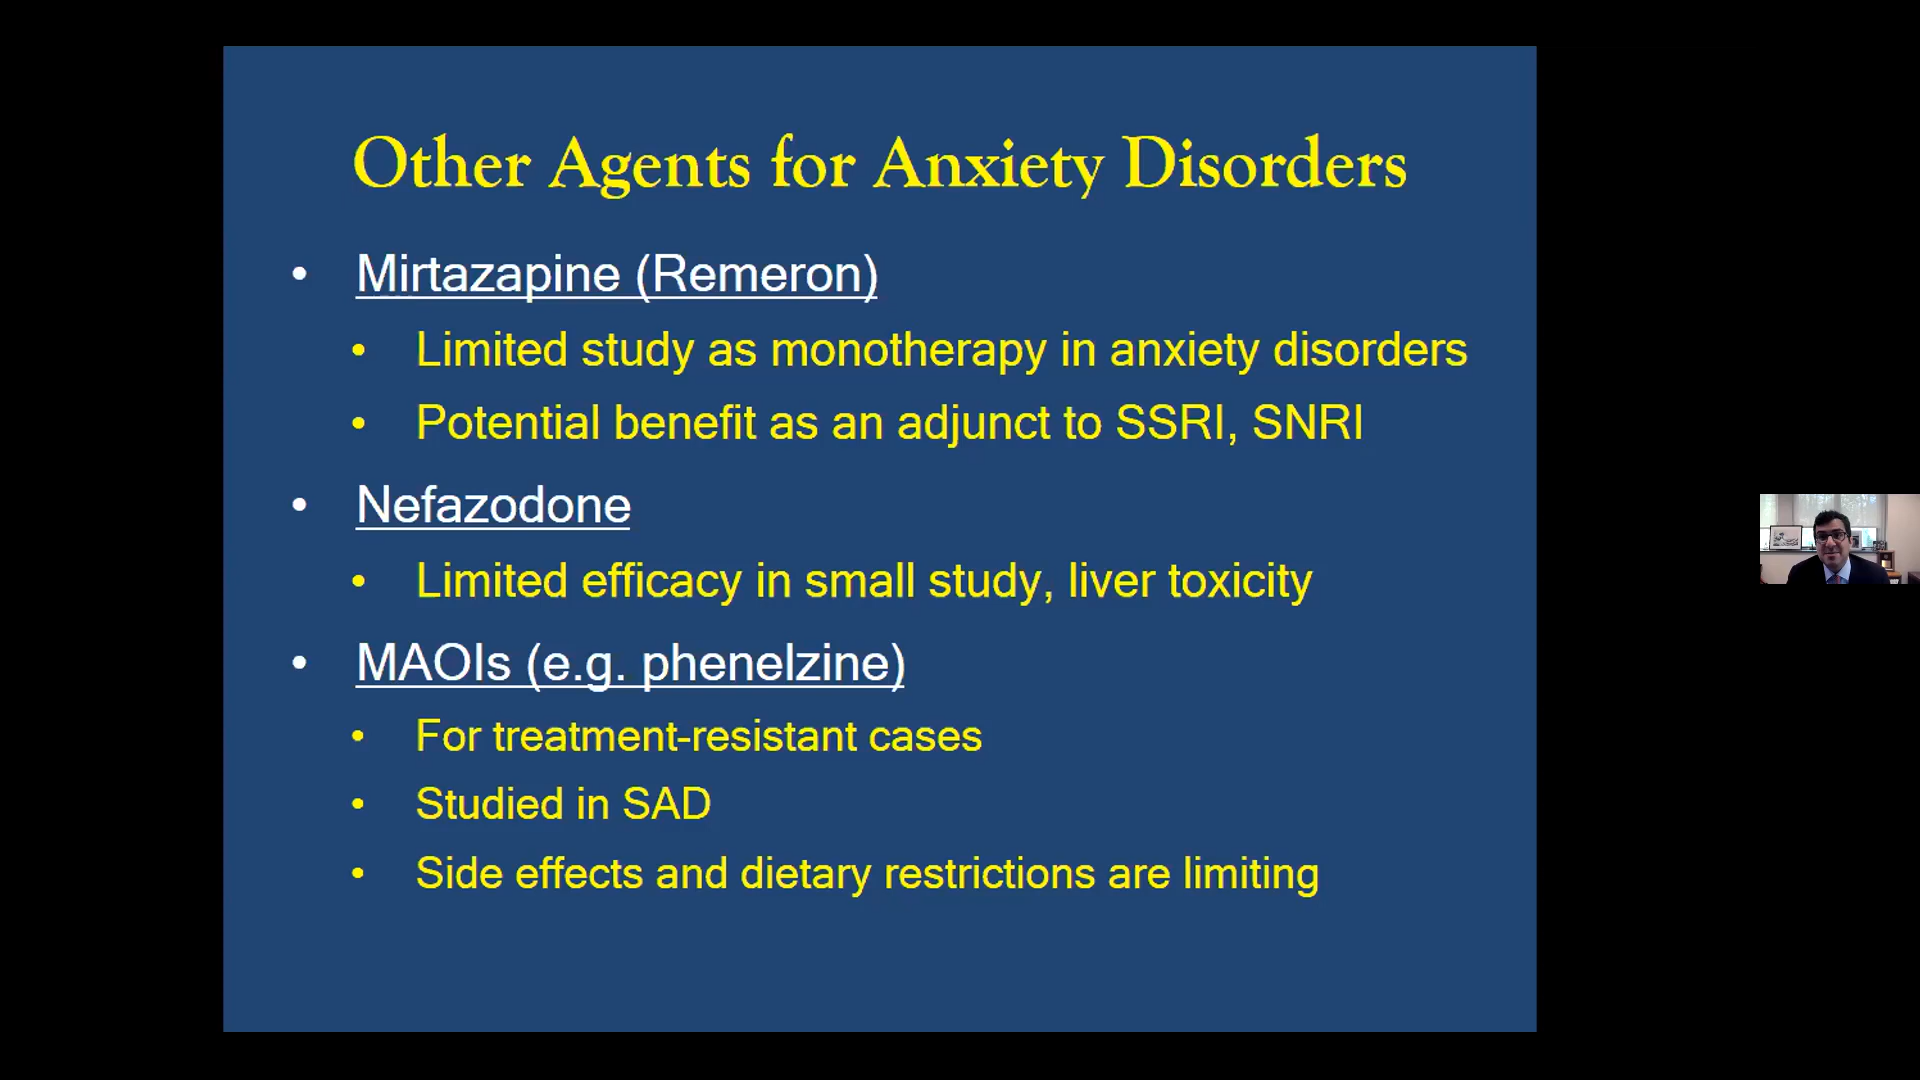 Other Agents for Anxiety Disorders
• Mirtazapine (Remeron)
• Limited study as monotherapy in anxiety disorders
• Potential benefit as an adjunct to SSRI, SNRI
• Nefazodone
• Limited efficacy in small study, liver toxicity
• MAOIs (e.g. phenelzine)
• For treatment-resistant cases
• Studied in SAD
• Side effects and dietary restrictions are limiting